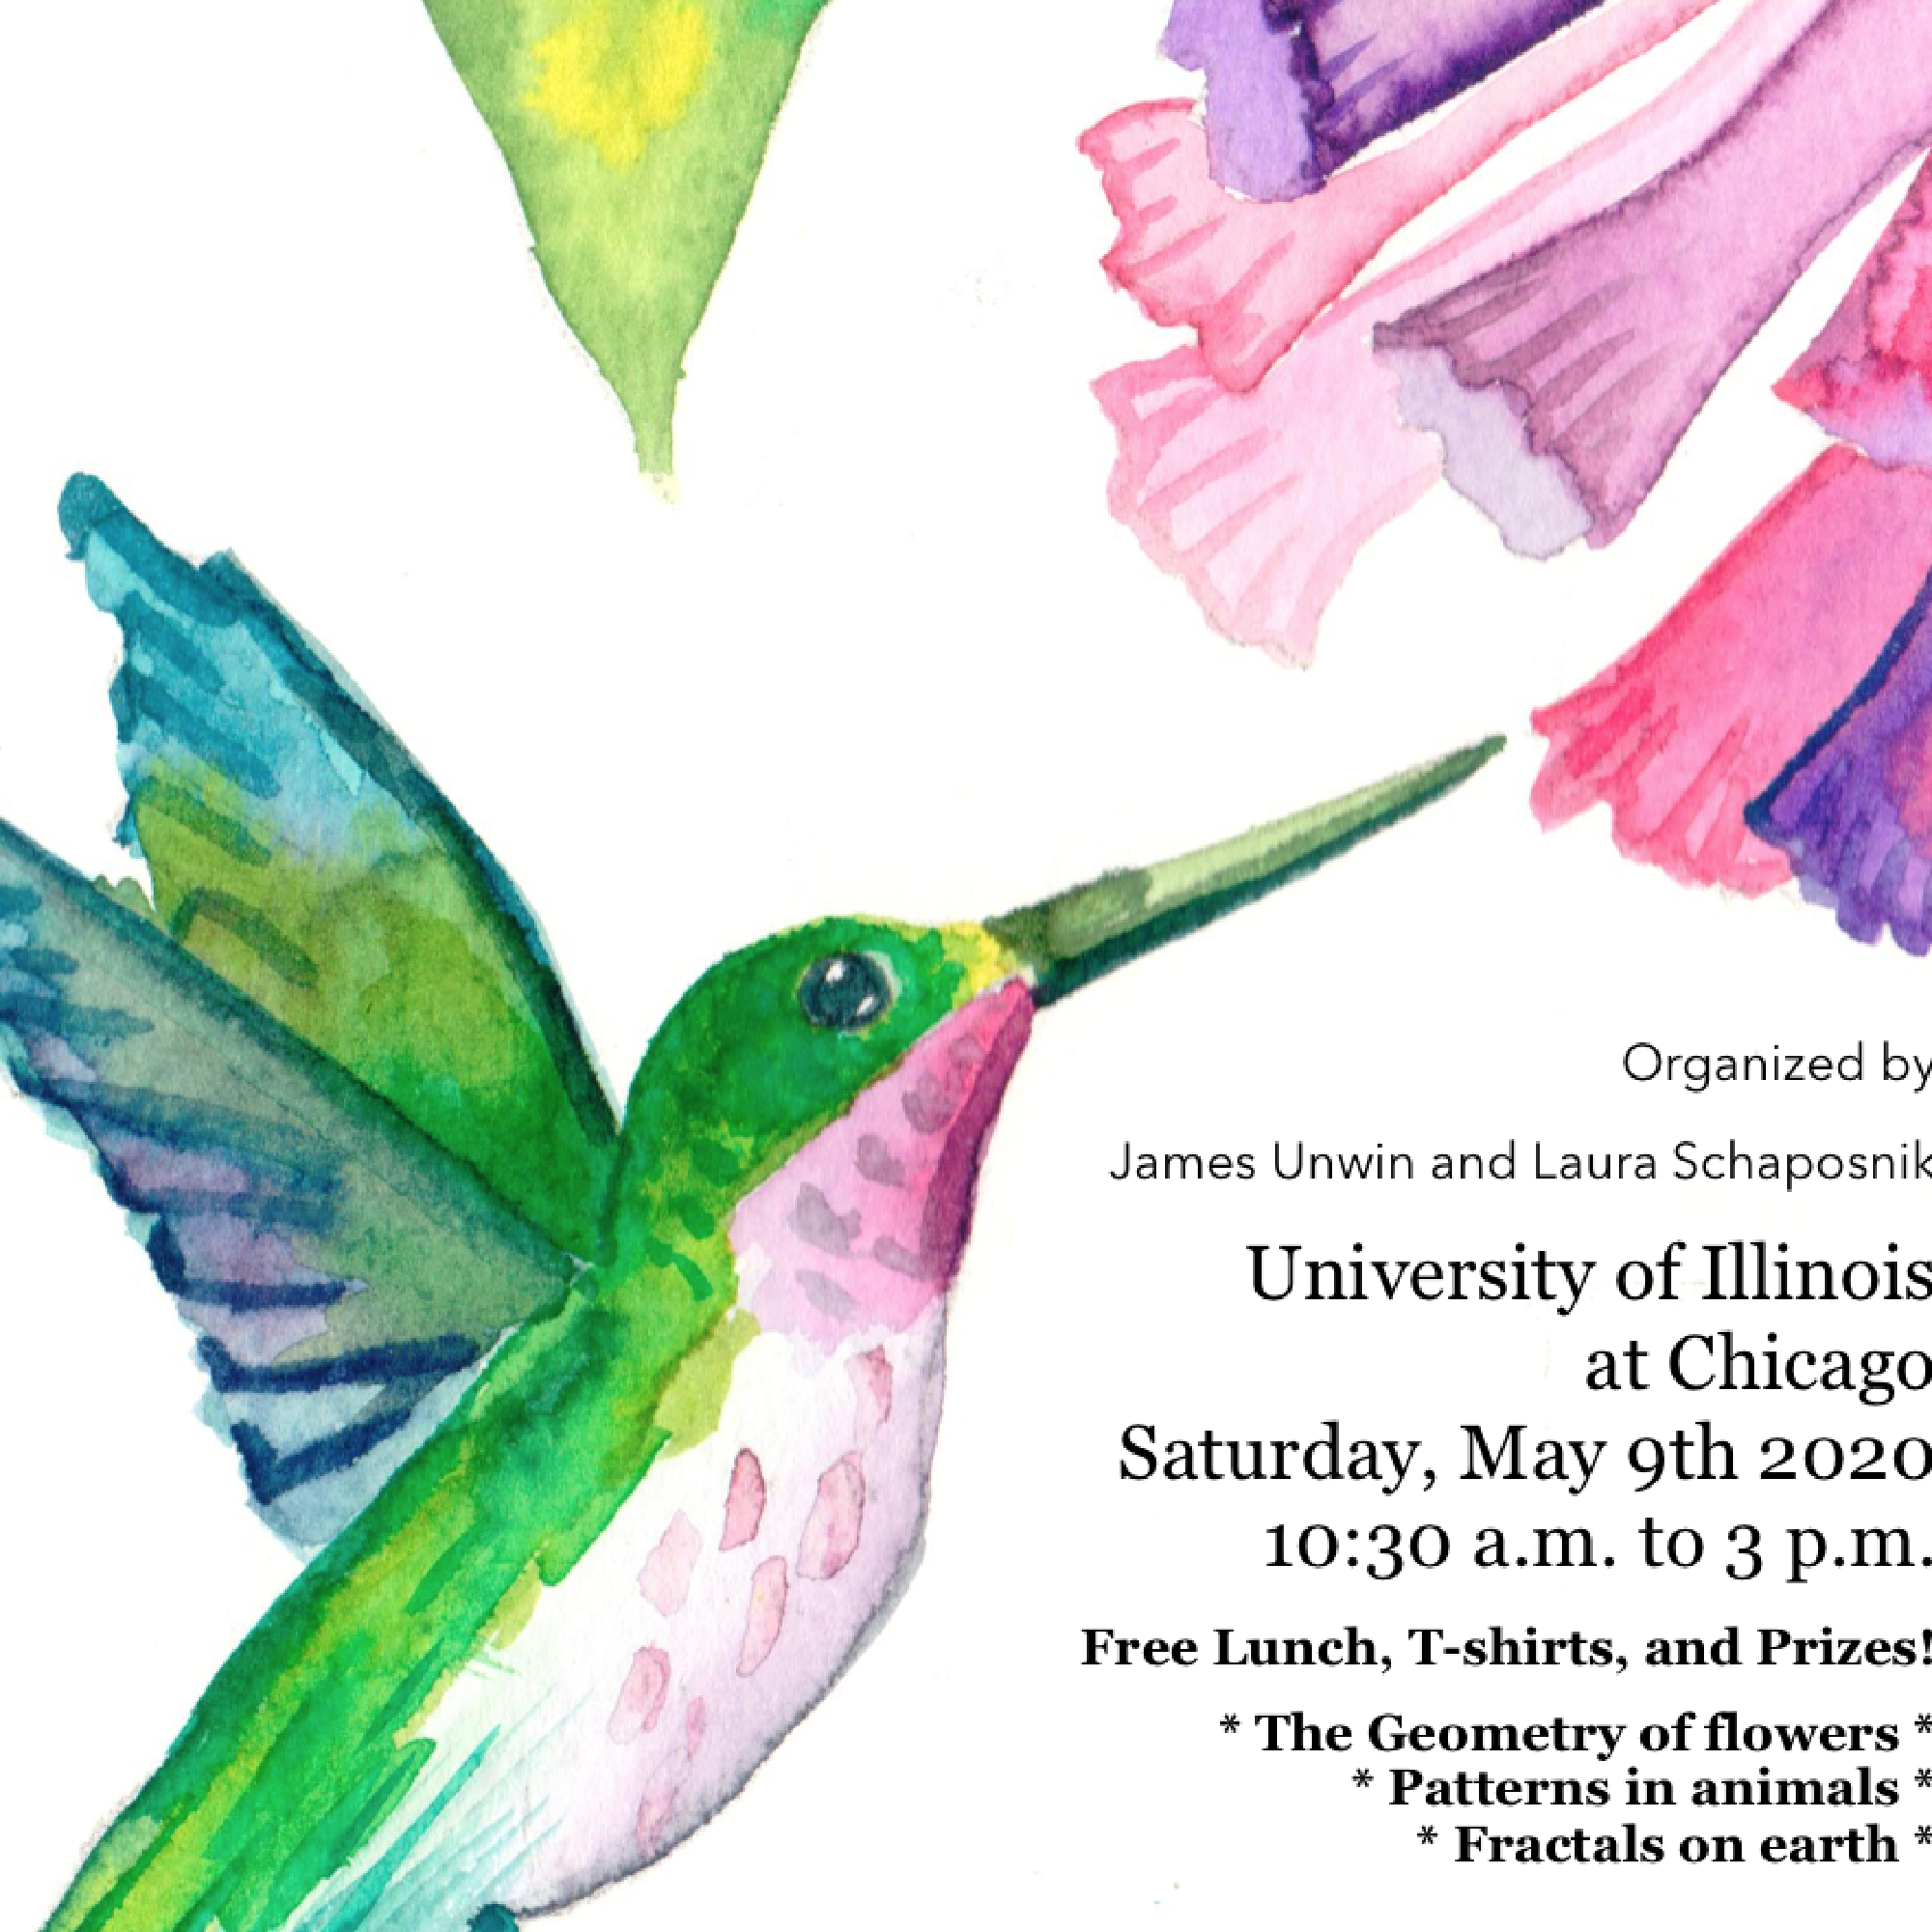 Organized by
James Unwin and Laura Schaposnik
University of Illinois
at Chicago
Saturday, May 9th 2020
10:30 a.m. to 3 p.m.
Free Lunch, T-shirts, and Prizes!
* The Geometry of flowers *
* Patterns in animals *
* Fractals on earth *